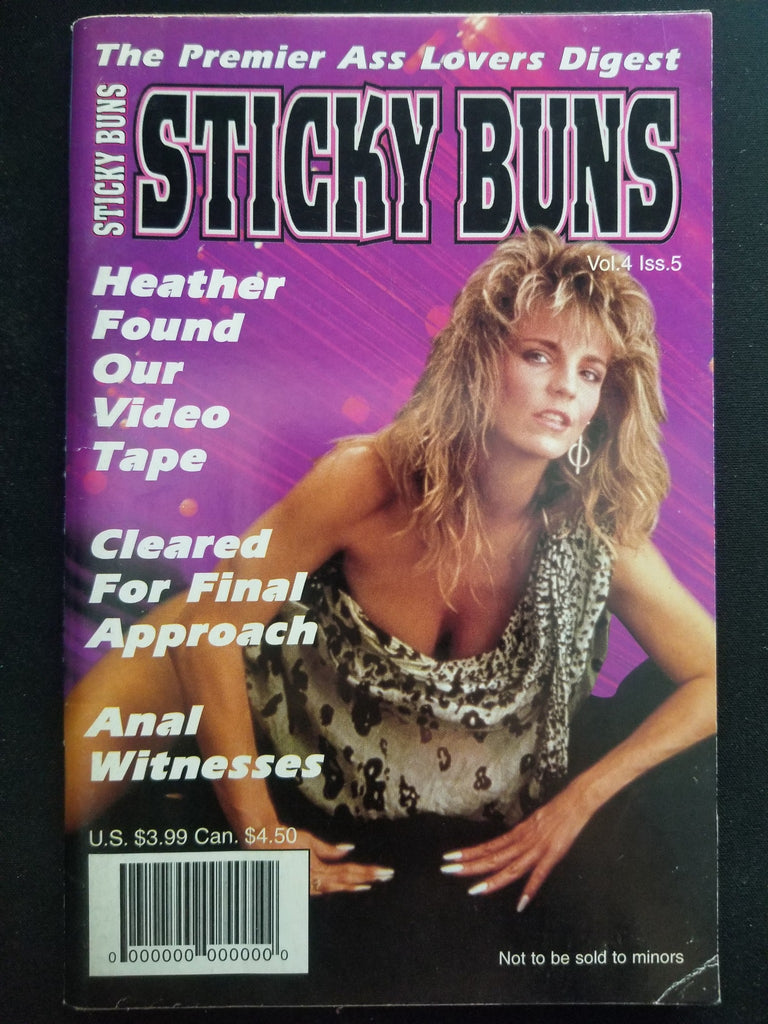 The Premier Ass Lovers Digest
STICKY BUNS
STICKY BUNS
Vol.4 Iss.5
Heather
Found
Our
Video
Tape
Cleared
For Final
Approach
Anal
Witnesses
U.S. $3.99 Can. $4.50
0 000000 000000 0
Not to be sold to minors